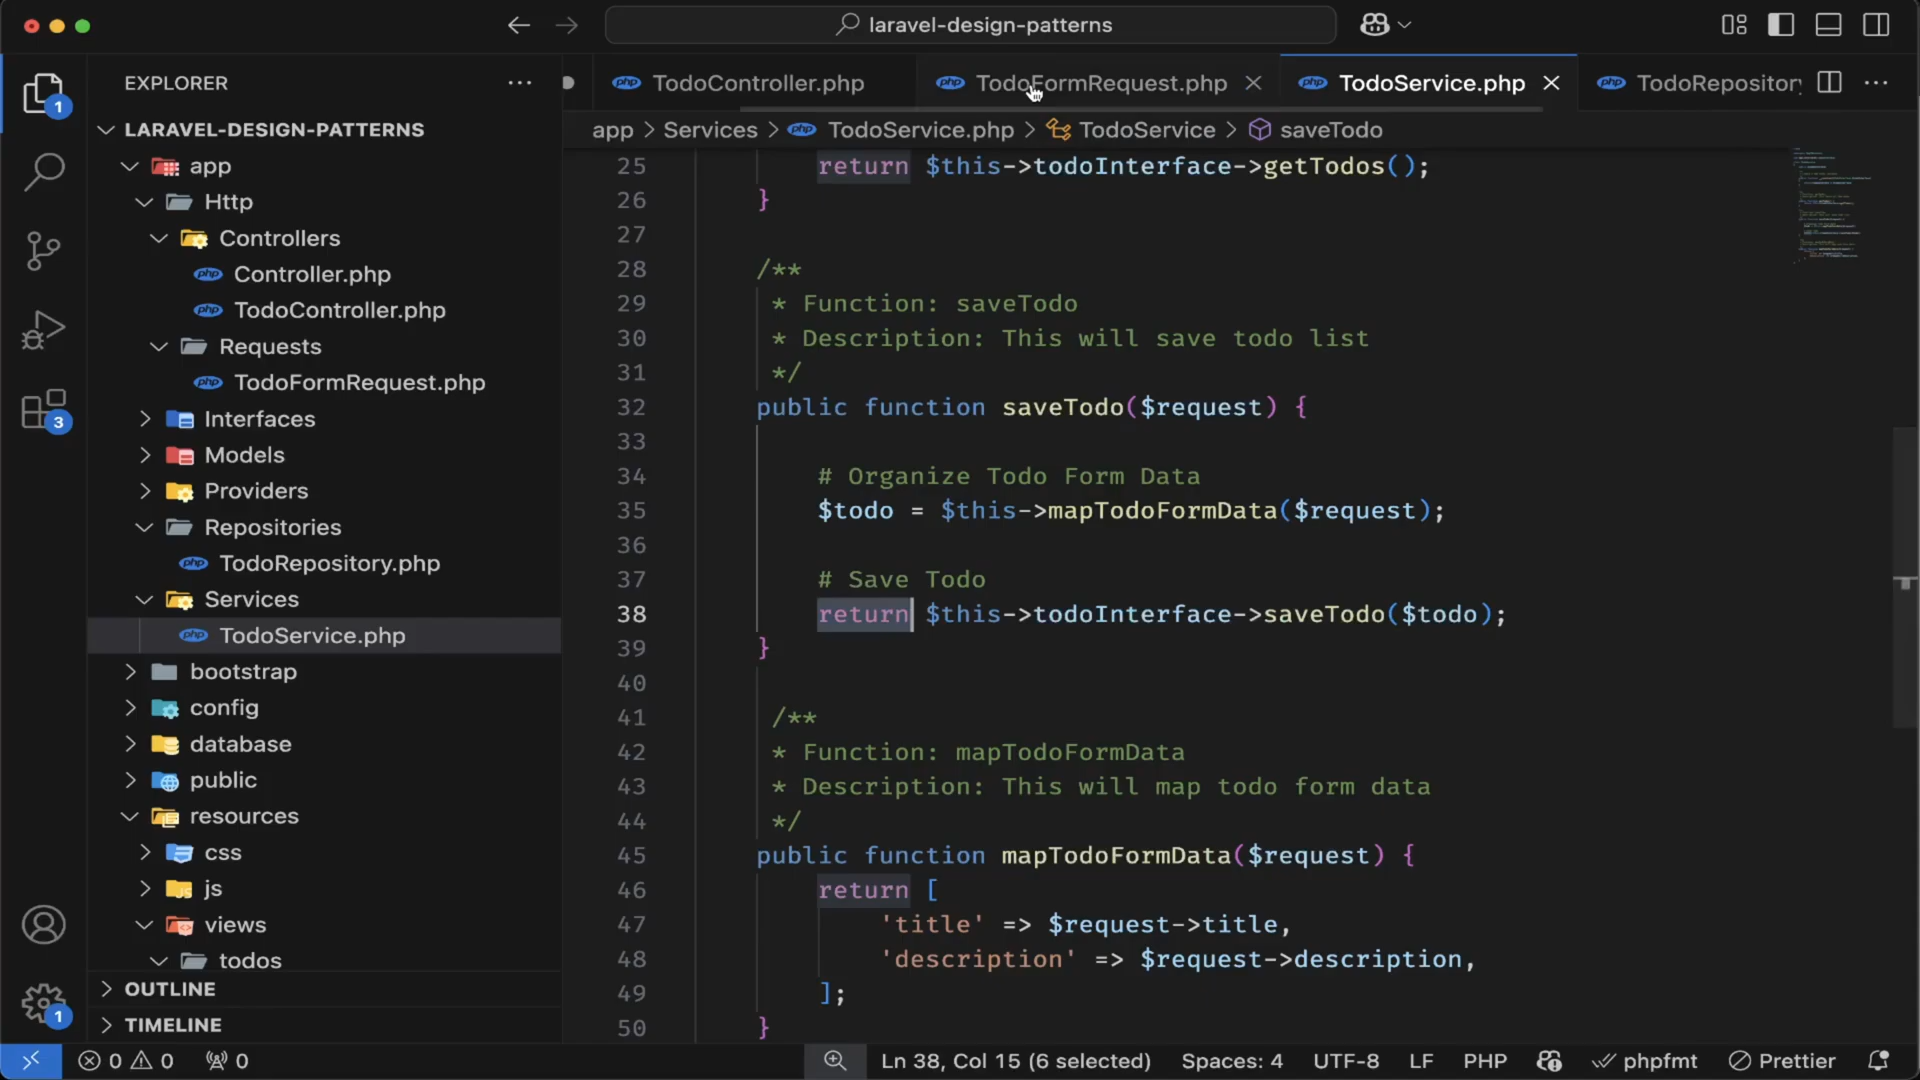 laravel-design-patterns
EXPLORER
TodoController.php
TodoFormRequest.php
TodoService.php
TodoRepository
LARAVEL-DESIGN-PATTERNS
app > Services > TodoService.php > TodoService > saveTodo
app
Http
Controllers
Controller.php
TodoController.php
Requests
TodoFormRequest.php
Interfaces
Models
Providers
Repositories
TodoRepository.php
Services
TodoService.php
bootstrap
config
database
public
resources
css
js
views
todos
OUTLINE
TIMELINE
25 return $this->todoInterface->getTodos();
26 }
27
28 /**
29 * Function: saveTodo
30 * Description: This will save todo list
31 */
32 public function saveTodo($request) {
33
34 # Organize Todo Form Data
35 $todo = $this->mapTodoFormData($request);
36
37 # Save Todo
38 return $this->todoInterface->saveTodo($todo);
39 }
40
41 /**
42 * Function: mapTodoFormData
43 * Description: This will map todo form data
44 */
45 public function mapTodoFormData($request) {
46 return [
47 'title' => $request->title,
48 'description' => $request->description,
49 ];
50 }
1
3
1
0 0 0 Ln 38, Col 15 (6 selected) Spaces: 4 UTF-8 LF PHP phpfmt Prettier